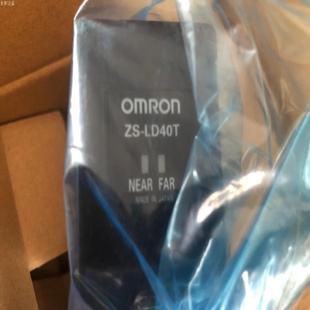 OMRON
ZS-LD40T
NEAR FAR
MADE IN JAPAN